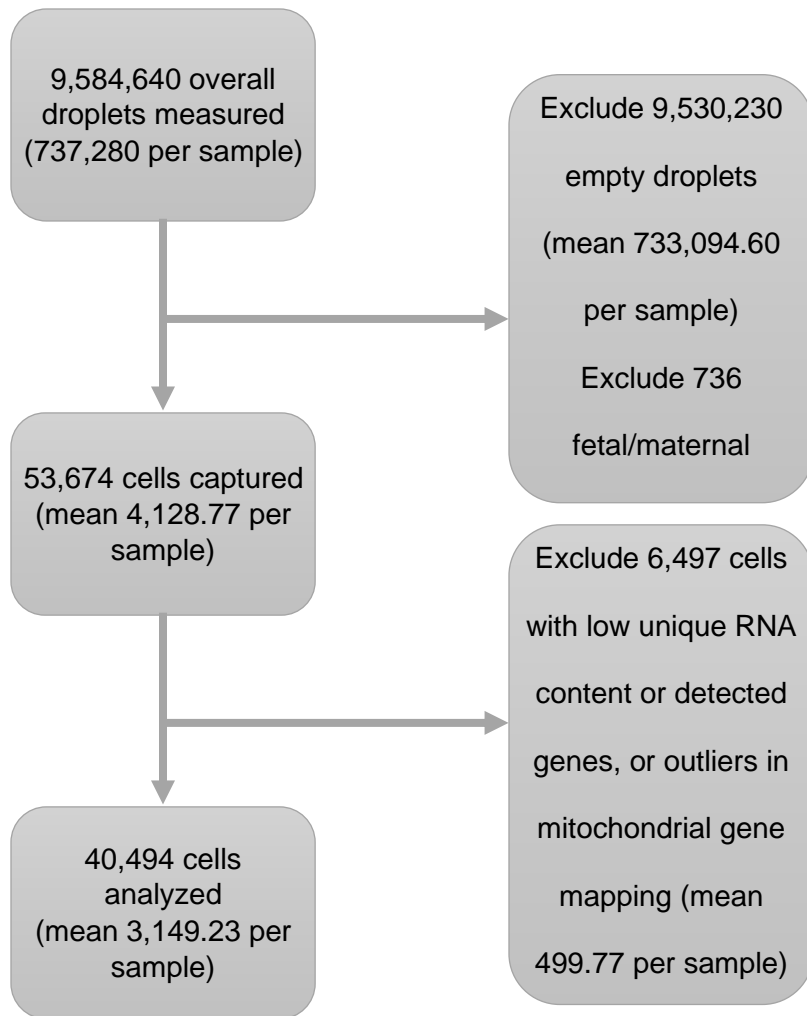 9,584,640 overall
droplets measured
(737,280 per sample)
Exclude 9,530,230
empty droplets
(mean 733,094.60
per sample)
Exclude 736
fetal/maternal
53,674 cells captured
(mean 4,128.77 per
sample)
Exclude 6,497 cells
with low unique RNA
content or detected
genes, or outliers in
mitochondrial gene
mapping (mean
499.77 per sample)
40,494 cells
analyzed
(mean 3,149.23 per
sample)